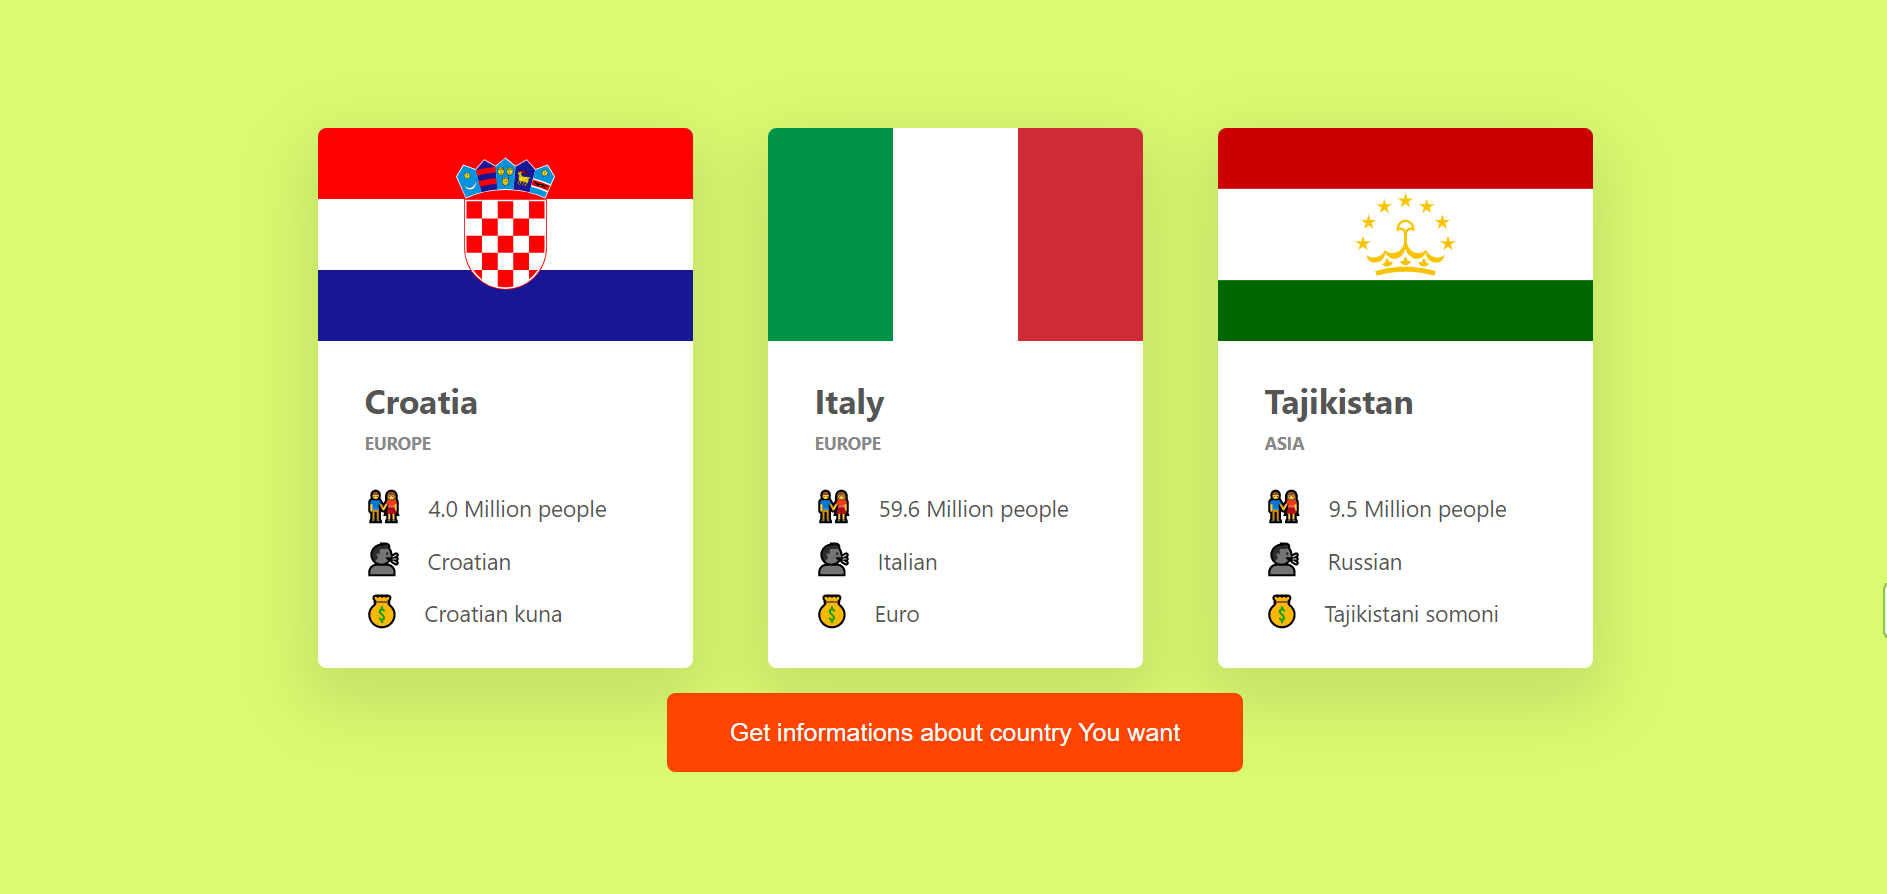 Croatia
EUROPE
4.0 Million people
Croatian
Croatian kuna
Italy
EUROPE
59.6 Million people
Italian
Euro
Tajikistan
ASIA
9.5 Million people
Russian
Tajikistani somoni
Get informations about country You want